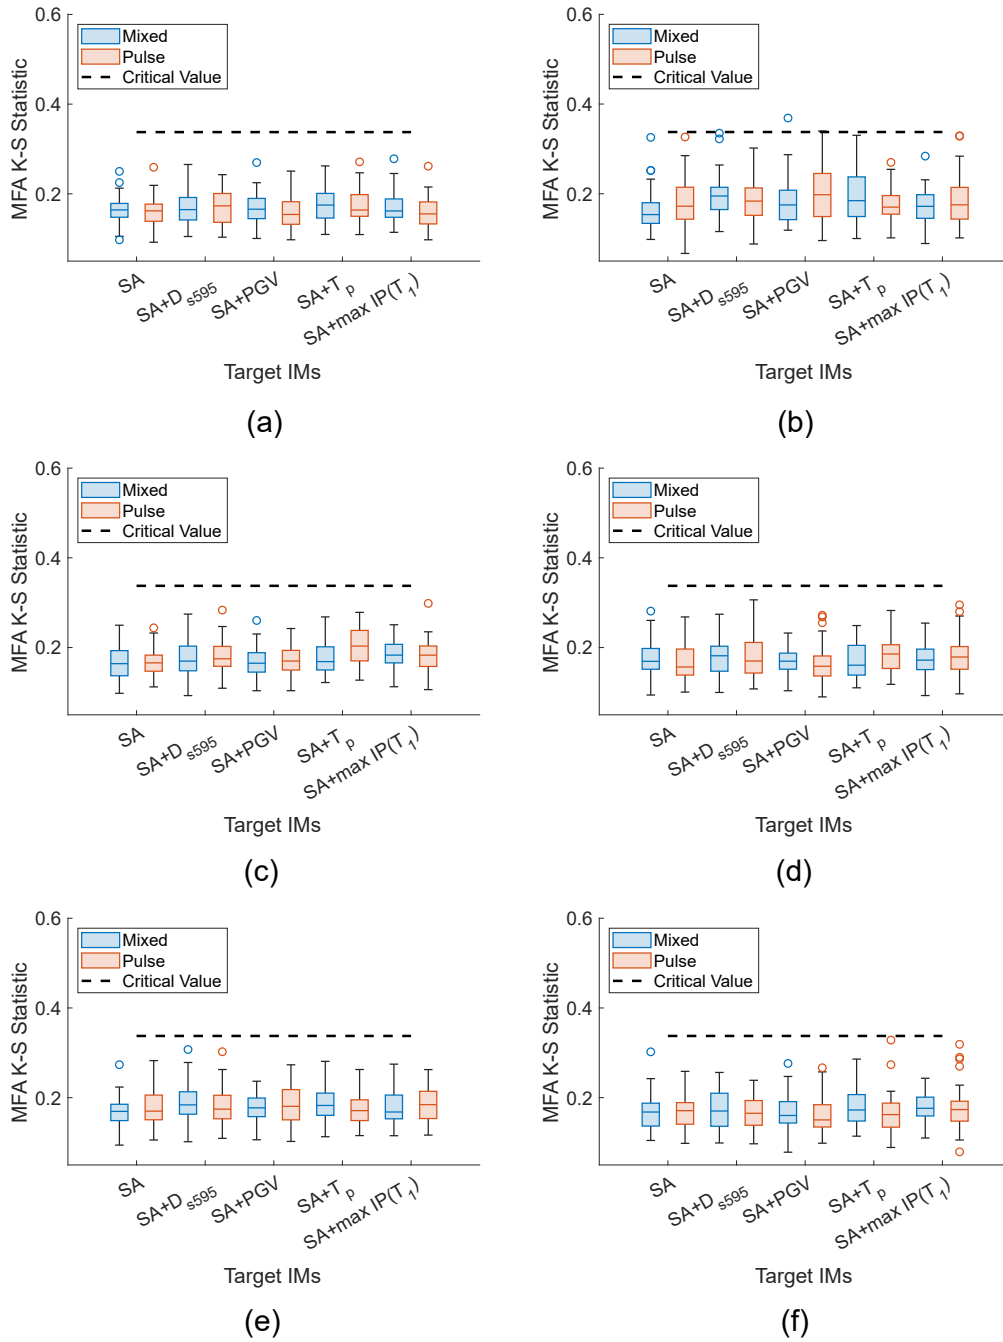 0.6
0.4
0.2
MFA K-S Statistic
Mixed
Pulse
Critical Value
SA
SA+D s595
SA+PGV
SA+T p
SA+max IP(T 1)
Target IMs
(a)
0.6
0.4
0.2
MFA K-S Statistic
Mixed
Pulse
Critical Value
SA
SA+D s595
SA+PGV
SA+T p
SA+max IP(T 1)
Target IMs
(b)
0.6
0.4
0.2
MFA K-S Statistic
Mixed
Pulse
Critical Value
SA
SA+D s595
SA+PGV
SA+T p
SA+max IP(T 1)
Target IMs
(c)
0.6
0.4
0.2
MFA K-S Statistic
Mixed
Pulse
Critical Value
SA
SA+D s595
SA+PGV
SA+T p
SA+max IP(T 1)
Target IMs
(d)
0.6
0.4
0.2
MFA K-S Statistic
Mixed
Pulse
Critical Value
SA
SA+D s595
SA+PGV
SA+T p
SA+max IP(T 1)
Target IMs
(e)
0.6
0.4
0.2
MFA K-S Statistic
Mixed
Pulse
Critical Value
SA
SA+D s595
SA+PGV
SA+T p
SA+max IP(T 1)
Target IMs
(f)